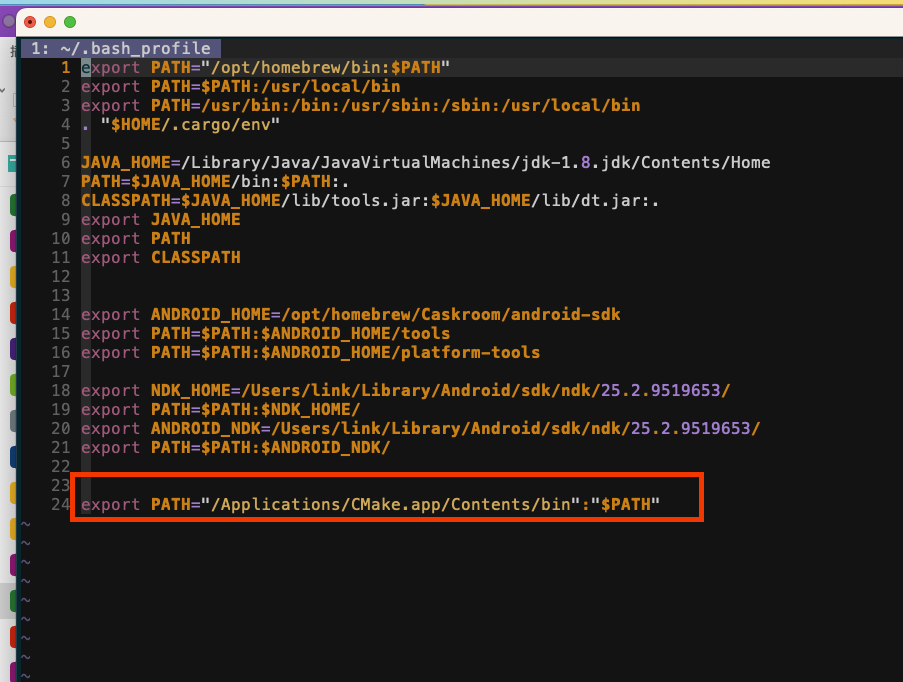 1: ~/.bash_profile
1 export PATH="/opt/homebrew/bin:$PATH"
2 export PATH=$PATH:/usr/local/bin
3 export PATH=/usr/bin:/bin:/usr/sbin:/sbin:/usr/local/bin
4 . "$HOME/.cargo/env"
5
6 JAVA_HOME=/Library/Java/JavaVirtualMachines/jdk-1.8.jdk/Contents/Home
7 PATH=$JAVA_HOME/bin:$PATH:.
8 CLASSPATH=$JAVA_HOME/lib/tools.jar:$JAVA_HOME/lib/dt.jar:.
9 export JAVA_HOME
10 export PATH
11 export CLASSPATH
12
13
14 export ANDROID_HOME=/opt/homebrew/Caskroom/android-sdk
15 export PATH=$PATH:$ANDROID_HOME/tools
16 export PATH=$PATH:$ANDROID_HOME/platform-tools
17
18 export NDK_HOME=/Users/link/Library/Android/sdk/ndk/25.2.9519653/
19 export PATH=$PATH:$NDK_HOME/
20 export ANDROID_NDK=/Users/link/Library/Android/sdk/ndk/25.2.9519653/
21 export PATH=$PATH:$ANDROID_NDK/
22
23
24 export PATH="/Applications/CMake.app/Contents/bin":"$PATH"
~
~
~
~
~
~
~
~
~